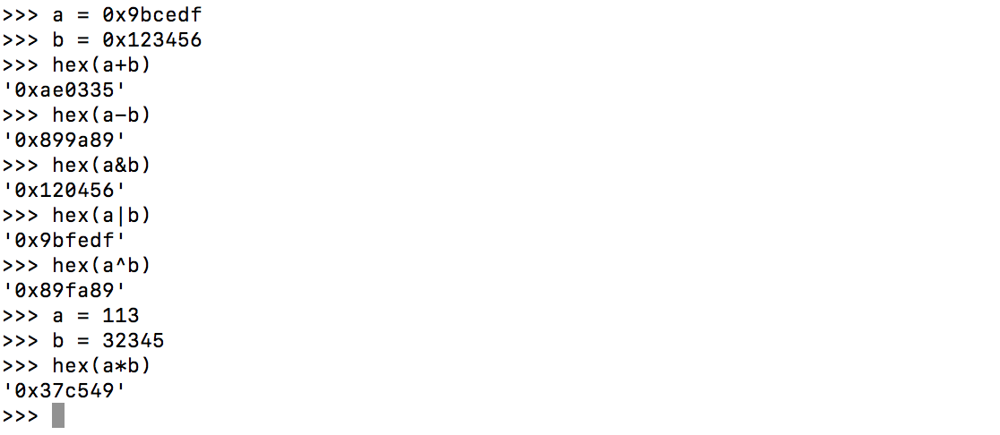 >>> a = 0x9bcedf
>>> b = 0x123456
>>> hex(a+b)
'0xae0335'
>>> hex(a-b)
'0x899a89'
>>> hex(a&b)
'0x120456'
>>> hex(a|b)
'0x9bfedf'
>>> hex(a^b)
'0x89fa89'
>>> a = 113
>>> b = 32345
>>> hex(a*b)
'0x37c549'
>>>